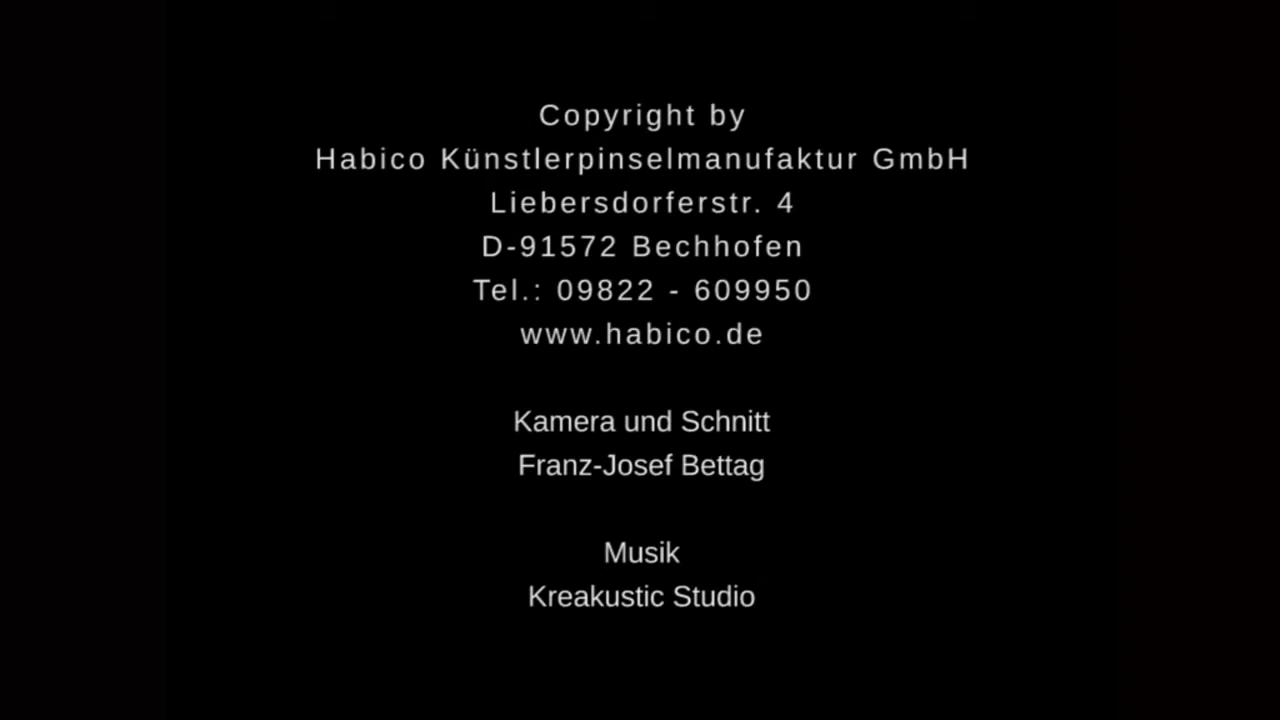 Copyright by
Habico Künstlerpinselmanufaktur GmbH
Liebersdorferstr. 4
D-91572 Bechhofen
Tel.: 09822 - 609950
www.habico.de
Kamera und Schnitt
Franz-Josef Bettag
Musik
Kreakustic Studio